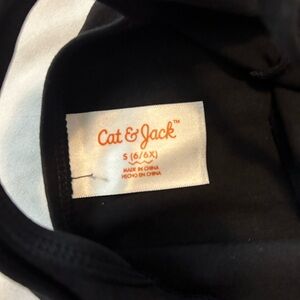 Cat & Jack™
S (6/6X)
MADE IN CHINA
HECHO EN CHINA